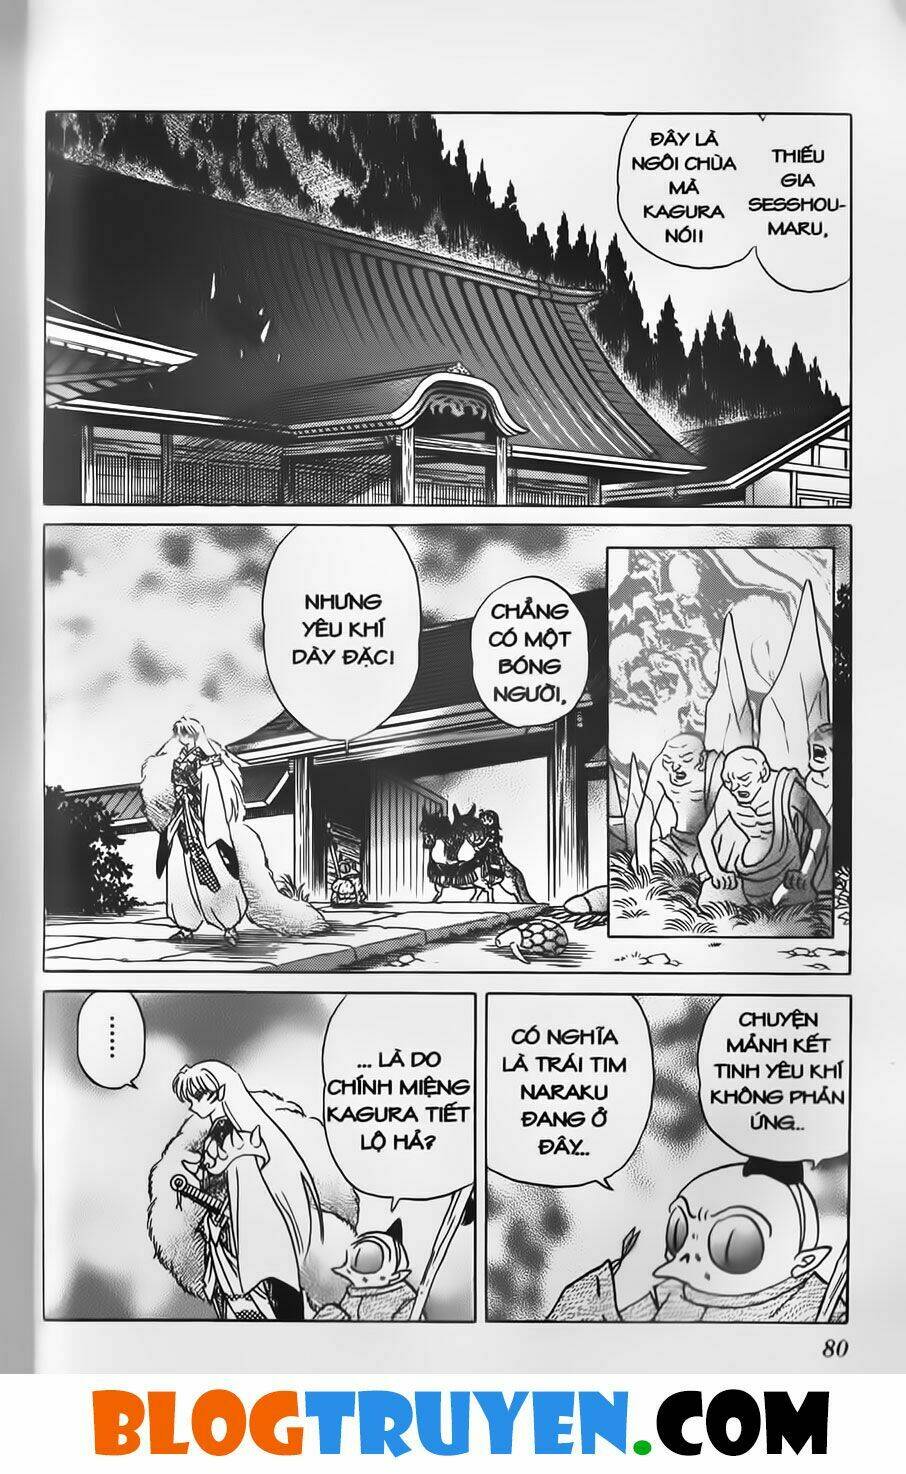 THIẾU
GIA
SESSHOU-
MARU,
ĐÂY LÀ
NGÔI CHÙA
MÀ
KAGURA
NÓI!
CHẲNG
CÓ MỘT
BÓNG
NGƯỜI,
NHƯNG
YÊU KHÍ
DÀY ĐẶC!
CHUYỆN
MẢNH KẾT
TINH YÊU KHÍ
KHÔNG PHẢN
ỨNG...
CÓ NGHĨA
LÀ TRÁI TIM
NARAKU
ĐANG Ở
ĐÂY...
... LÀ DO
CHÍNH MIỆNG
KAGURA TIẾT
LỘ HẢ?
......
80
BLOGTRUYEN.COM